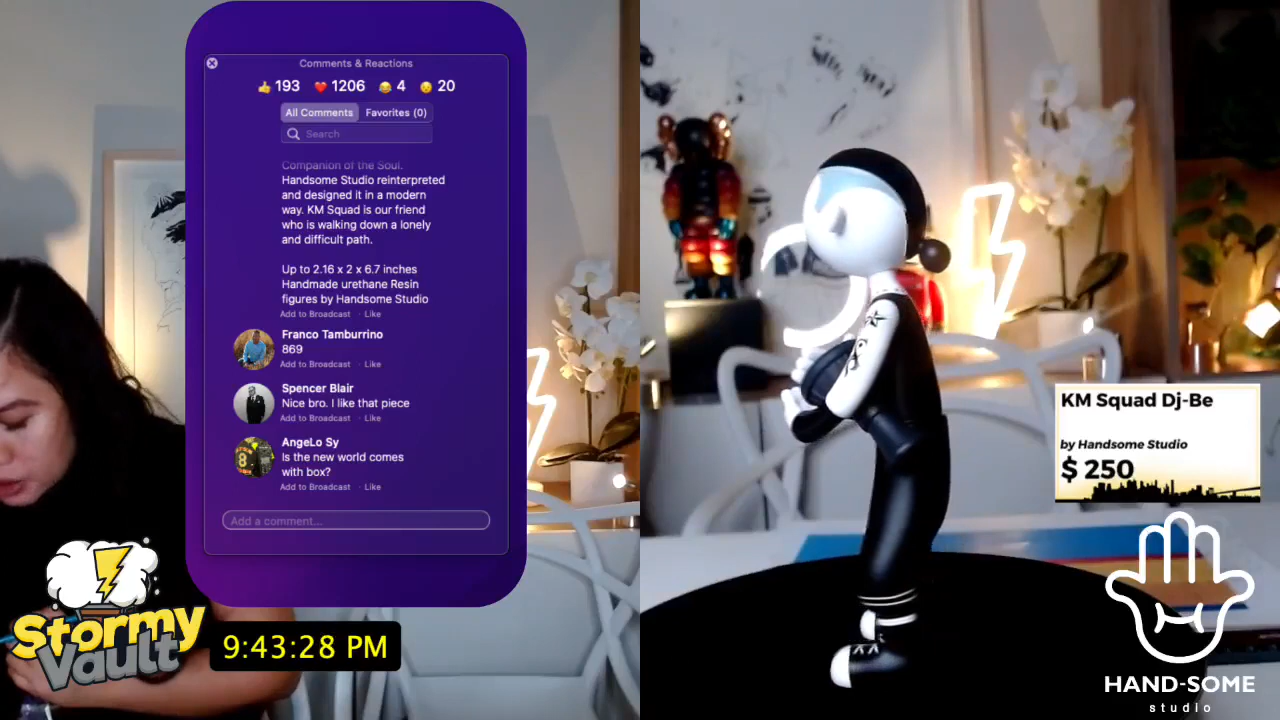 Comments & Reactions
193 1206 4 20
All Comments Favorites (0)
Search
Companion of the Soul.
Handsome Studio reinterpreted
and designed it in a modern
way. KM Squad is our friend
who is walking down a lonely
and difficult path.
Up to 2.16 x 2 x 6.7 inches
Handmade urethane Resin
figures by Handsome Studio
Add to Broadcast · Like
Franco Tamburrino
869
Add to Broadcast · Like
Spencer Blair
Nice bro. I like that piece
Add to Broadcast · Like
AngeLo Sy
Is the new world comes
with box?
Add to Broadcast · Like
Add a comment...
Stormy
Vault
9:43:28 PM
KM Squad Dj-Be
by Handsome Studio
$ 250
HAND-SOME
studio